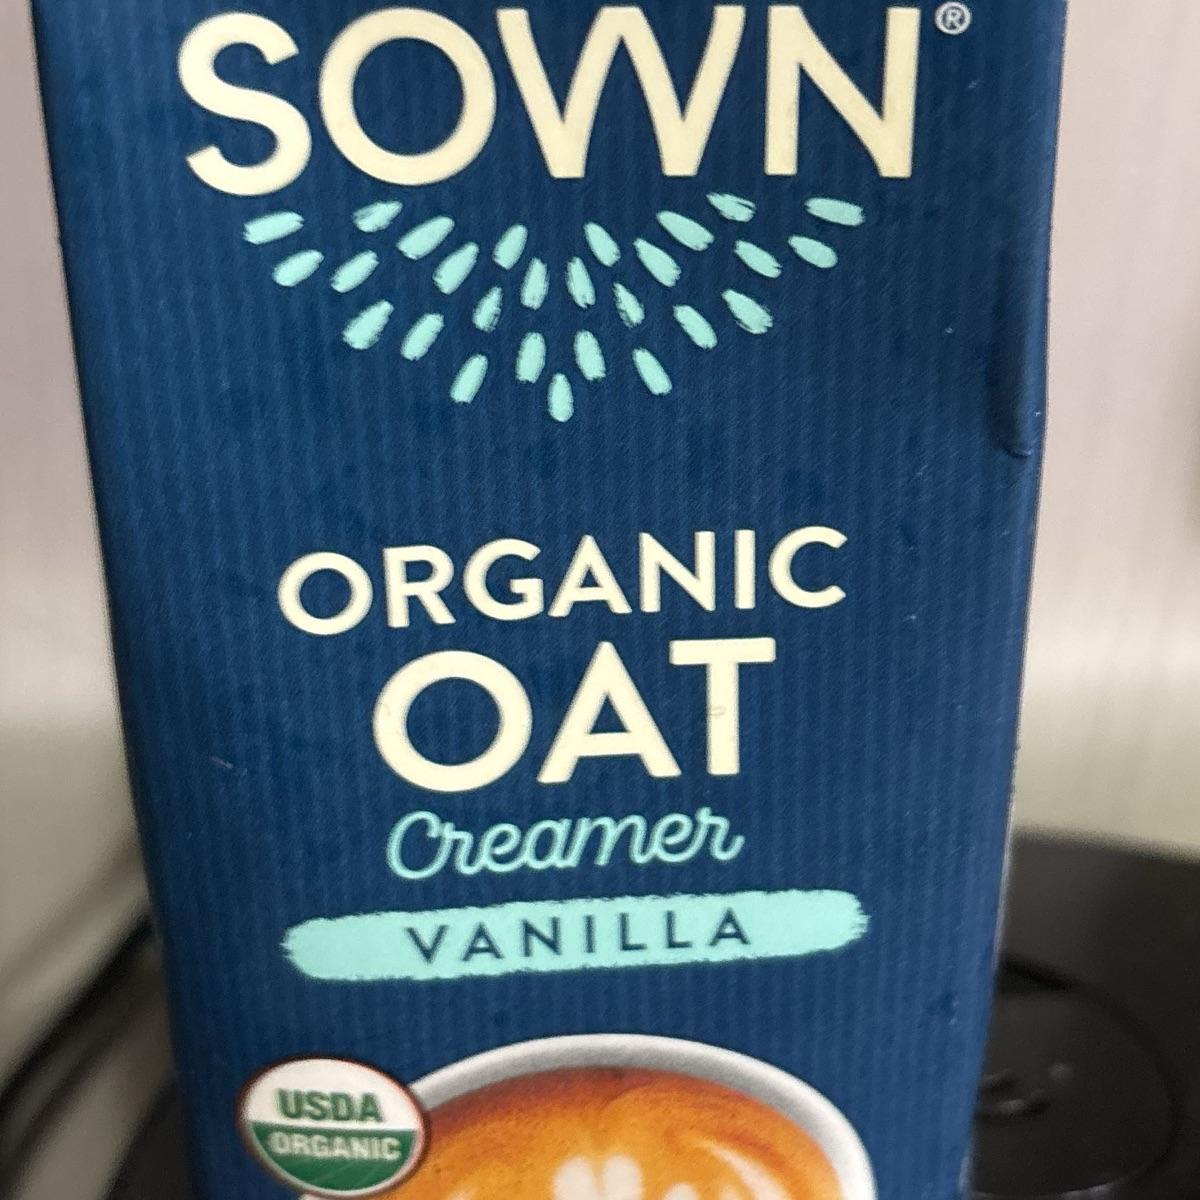 SOWN®
ORGANIC
OAT
Creamer
VANILLA
USDA
ORGANIC